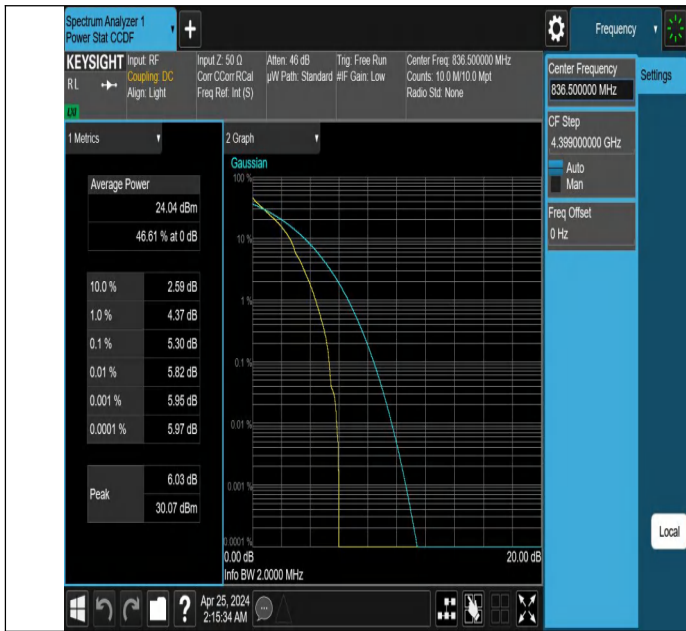 Spectrum Analyzer 1
Power Stat CCDF
+
Frequency
KEYSIGHT
RL
LXI
Input: RF
Coupling: DC
Align: Light
Input Z: 50 Ω
Corr CCorr RCal
Freq Ref: Int (S)
Atten: 46 dB
µW Path: Standard
Trig: Free Run
#IF Gain: Low
Center Freq: 836.500000 MHz
Counts: 10.0 M/10.0 Mpt
Radio Std: None
Center Frequency
836.500000 MHz
Settings
CF Step
4.399000000 GHz
Auto
Man
Freq Offset
0 Hz
1 Metrics
Average Power
24.04 dBm
46.61 % at 0 dB
10.0 % 2.59 dB
1.0 % 4.37 dB
0.1 % 5.30 dB
0.01 % 5.82 dB
0.001 % 5.95 dB
0.0001 % 5.97 dB
Peak
6.03 dB
30.07 dBm
2 Graph
Gaussian
100 %
10 %
1 %
0.1 %
0.01 %
0.001 %
0.0001 %
0.00 dB 20.00 dB
Info BW 2.0000 MHz
Local
?
Apr 25, 2024
2:15:34 AM